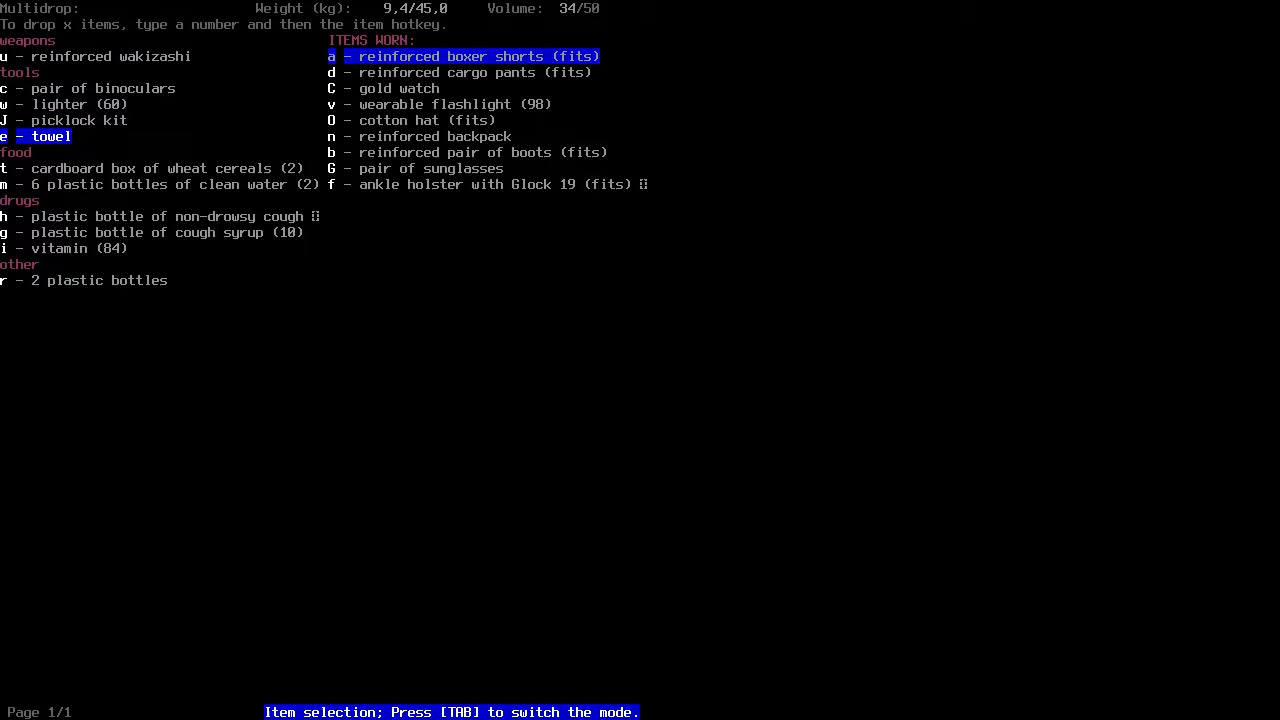 Multidrop: Weight (kg): 9,4/45,0 Volume: 34/50
To drop x items, type a number and then the item hotkey.
weapons
u - reinforced wakizashi
tools
c - pair of binoculars
w - lighter (60)
J - picklock kit
e - towel
food
t - cardboard box of wheat cereals (2)
m - 6 plastic bottles of clean water (2)
drugs
h - plastic bottle of non-drowsy cough
g - plastic bottle of cough syrup (10)
i - vitamin (84)
other
r - 2 plastic bottles
ITEMS WORN:
a - reinforced boxer shorts (fits)
d - reinforced cargo pants (fits)
C - gold watch
v - wearable flashlight (98)
O - cotton hat (fits)
n - reinforced backpack
b - reinforced pair of boots (fits)
G - pair of sunglasses
f - ankle holster with Glock 19 (fits)
Page 1/1
Item selection; Press [TAB] to switch the mode.